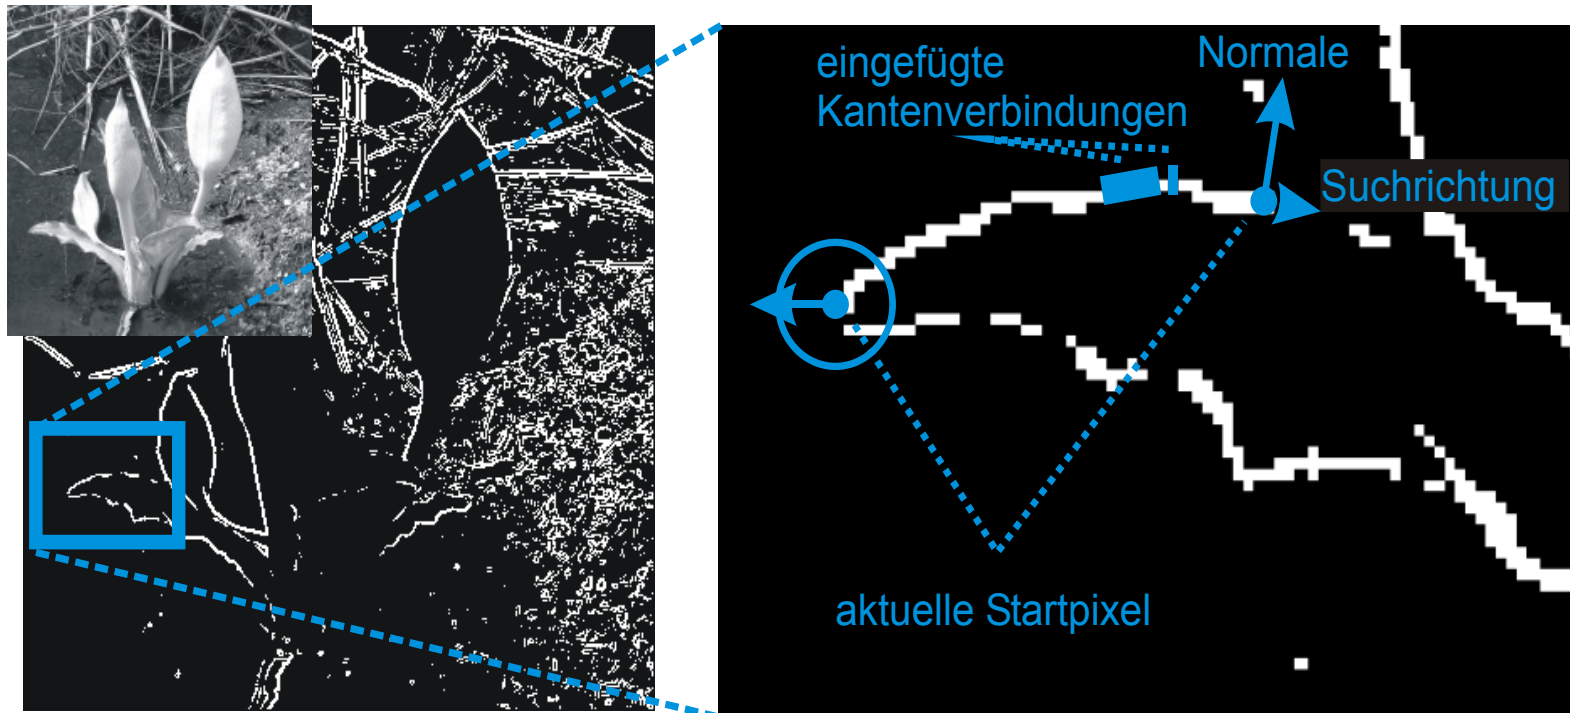 eingefügte
Kantenverbindungen
Normale
Suchrichtung
aktuelle Startpixel